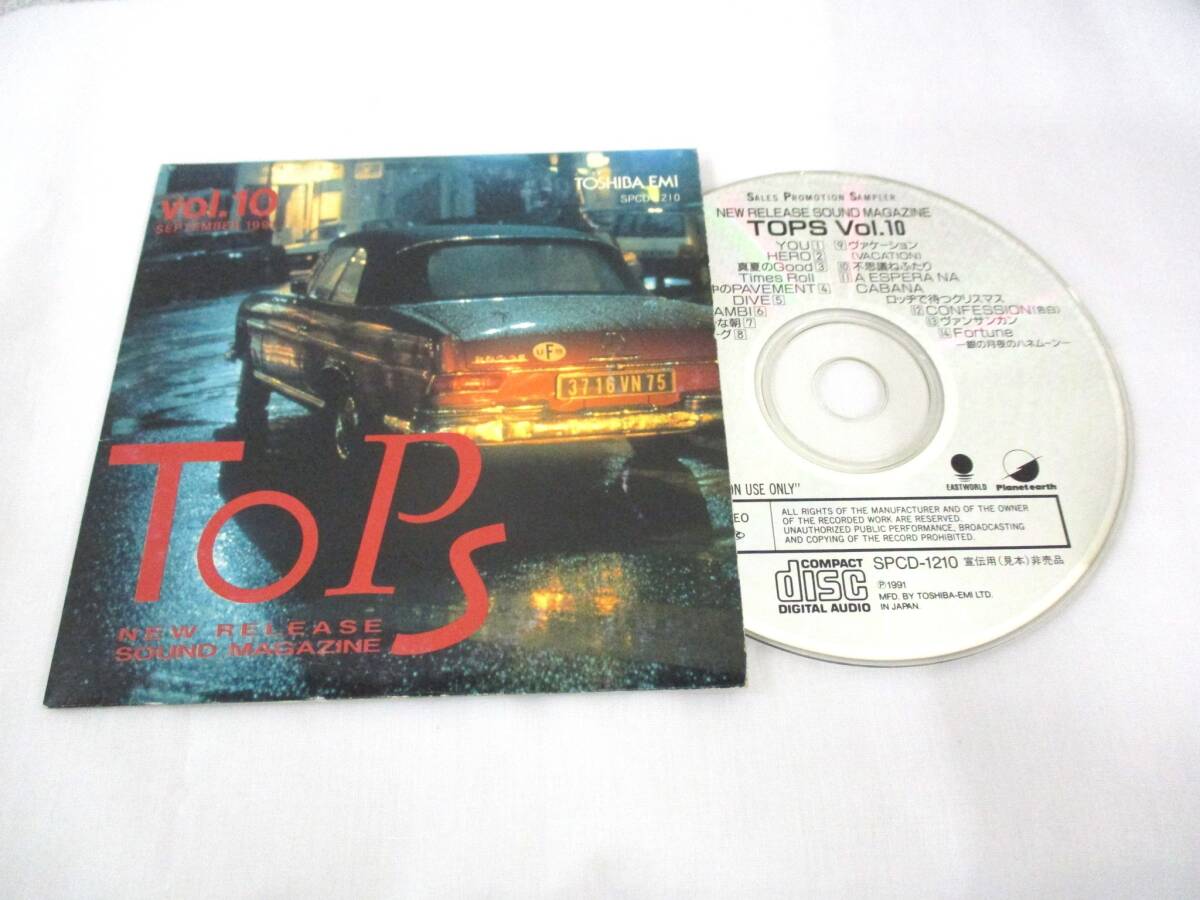 vol.10
SEPTEMBER 1991
TOSHIBA EMI
SPCD-1210
F
3716 VN 75
ToPs
NEW RELEASE
SOUND MAGAZINE
SALES PROMOTION SAMPLER
NEW RELEASE SOUND MAGAZINE
TOPS Vol.10
YOU 1
HERO 2
真夏のGood 3
Times Roll
中のPAVEMENT 4
DIVE 5
AMBI 6
な朝 7
ーグ 8
9 ヴァケーション
(VACATION)
10 不思議ねふたり
11 A ESPERA NA
CABANA
ロッヂで待つクリスマス
12 CONFESSION(告白)
13 ヴァンサンカン
14 Fortune
―銀の月夜のハネムーン―
EASTWORLD
Planet earth
ON USE ONLY"
EO
ALL RIGHTS OF THE MANUFACTURER AND OF THE OWNER
OF THE RECORDED WORK ARE RESERVED.
UNAUTHORIZED PUBLIC PERFORMANCE, BROADCASTING
AND COPYING OF THE RECORD PROHIBITED.
COMPACT
disc
DIGITAL AUDIO
SPCD-1210 宣伝用(見本)非売品
Ⓟ1991
MFD. BY TOSHIBA-EMI LTD.
IN JAPAN.